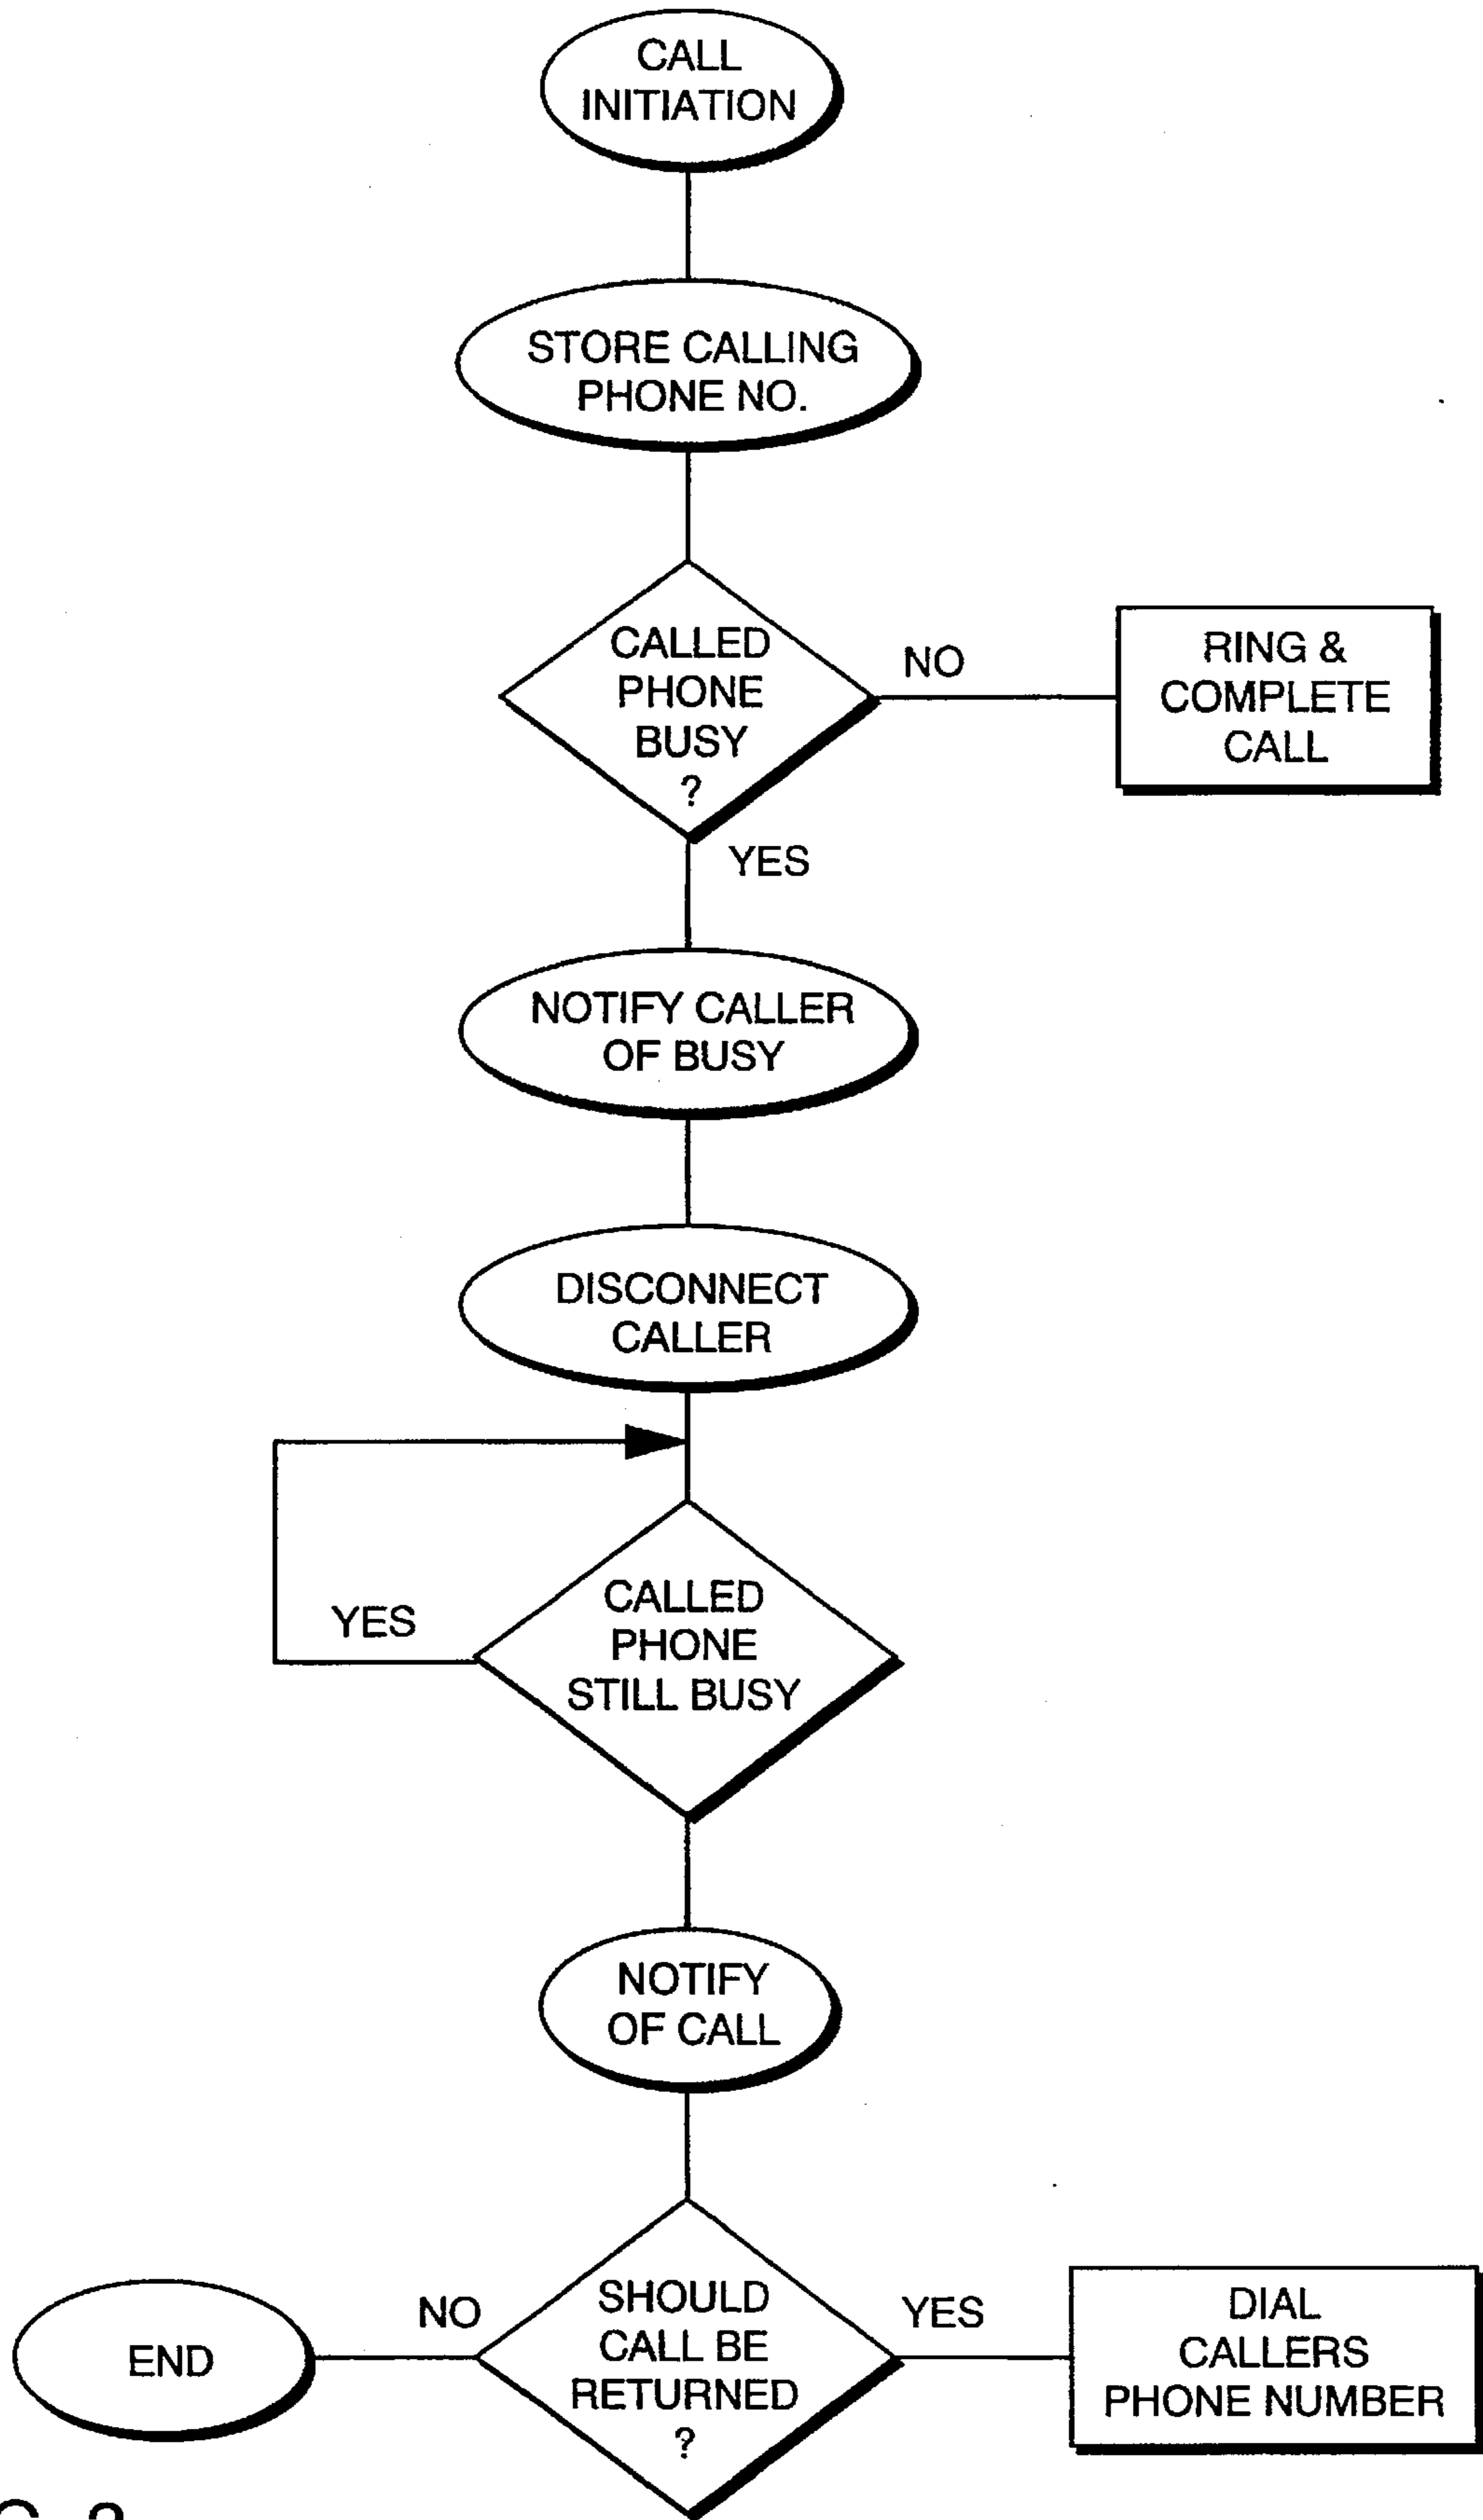 CALL
INITIATION
STORE CALLING
PHONE NO.
CALLED
PHONE
BUSY
?
NO
RING &
COMPLETE
CALL
YES
NOTIFY CALLER
OF BUSY
DISCONNECT
CALLER
CALLED
PHONE
STILL BUSY
YES
NOTIFY
OF CALL
SHOULD
CALL BE
RETURNED
?
NO
END
YES
DIAL
CALLERS
PHONE NUMBER